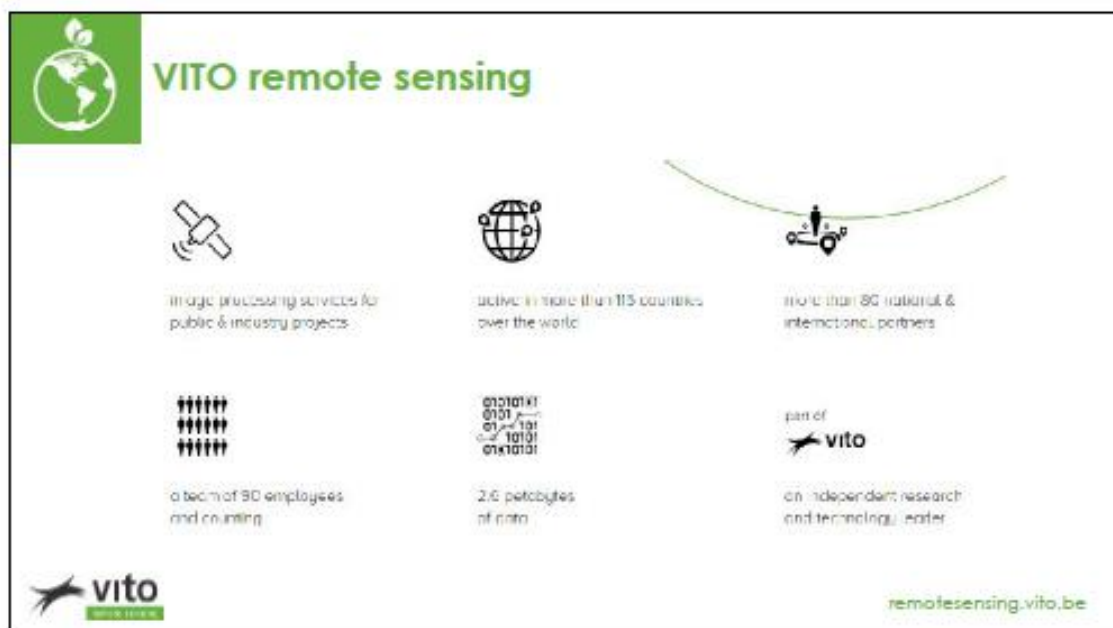 VITO remote sensing
image processing services for
public & industry projects
active in more than 115 countries
over the world
more than 80 national &
international partners
a team of 90 employees
and counting
2.6 petabytes
of data
part of
vito
an independent research
and technology leader
vito
remotesensing.vito.be